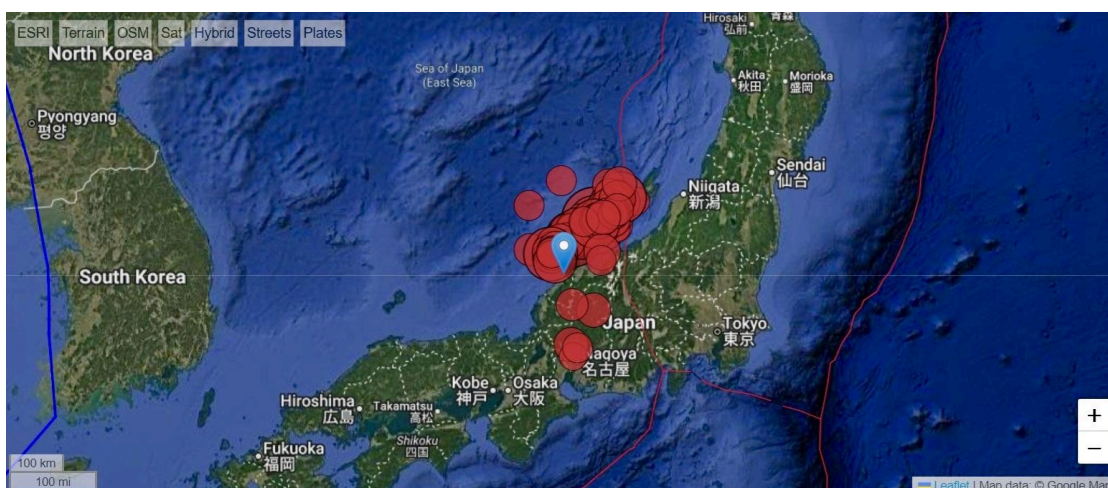 ESRI Terrain OSM Sat Hybrid Streets Plates
North Korea
Sea of Japan
(East Sea)
Hirosaki
弘前
青森
Akita
秋田
Morioka
盛岡
Pyongyang
평양
Sendai
仙台
Niigata
新潟
South Korea
Japan
Tokyo
東京
Nagoya
名古屋
Kobe
神戸
Osaka
大阪
Hiroshima
広島
Takamatsu
高松
Shikoku
四国
Fukuoka
福岡
+
−
100 km
100 mi
Leaflet | Map data: © Google Map